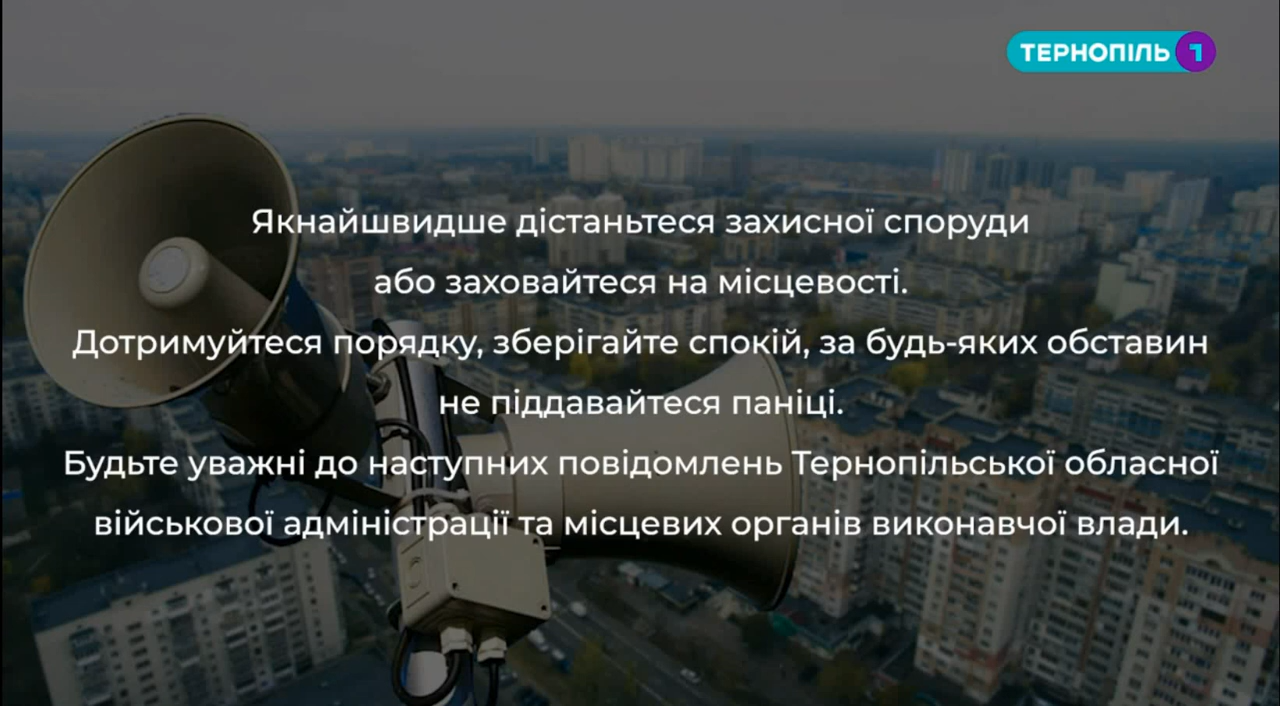 ТЕРНОПІЛЬ 1
Якнайшвидше дістаньтеся захисної споруди
або заховайтеся на місцевості.
Дотримуйтеся порядку, зберігайте спокій, за будь-яких обставин
не піддавайтеся паніці.
Будьте уважні до наступних повідомлень Тернопільської обласної
військової адміністрації та місцевих органів виконавчої влади.